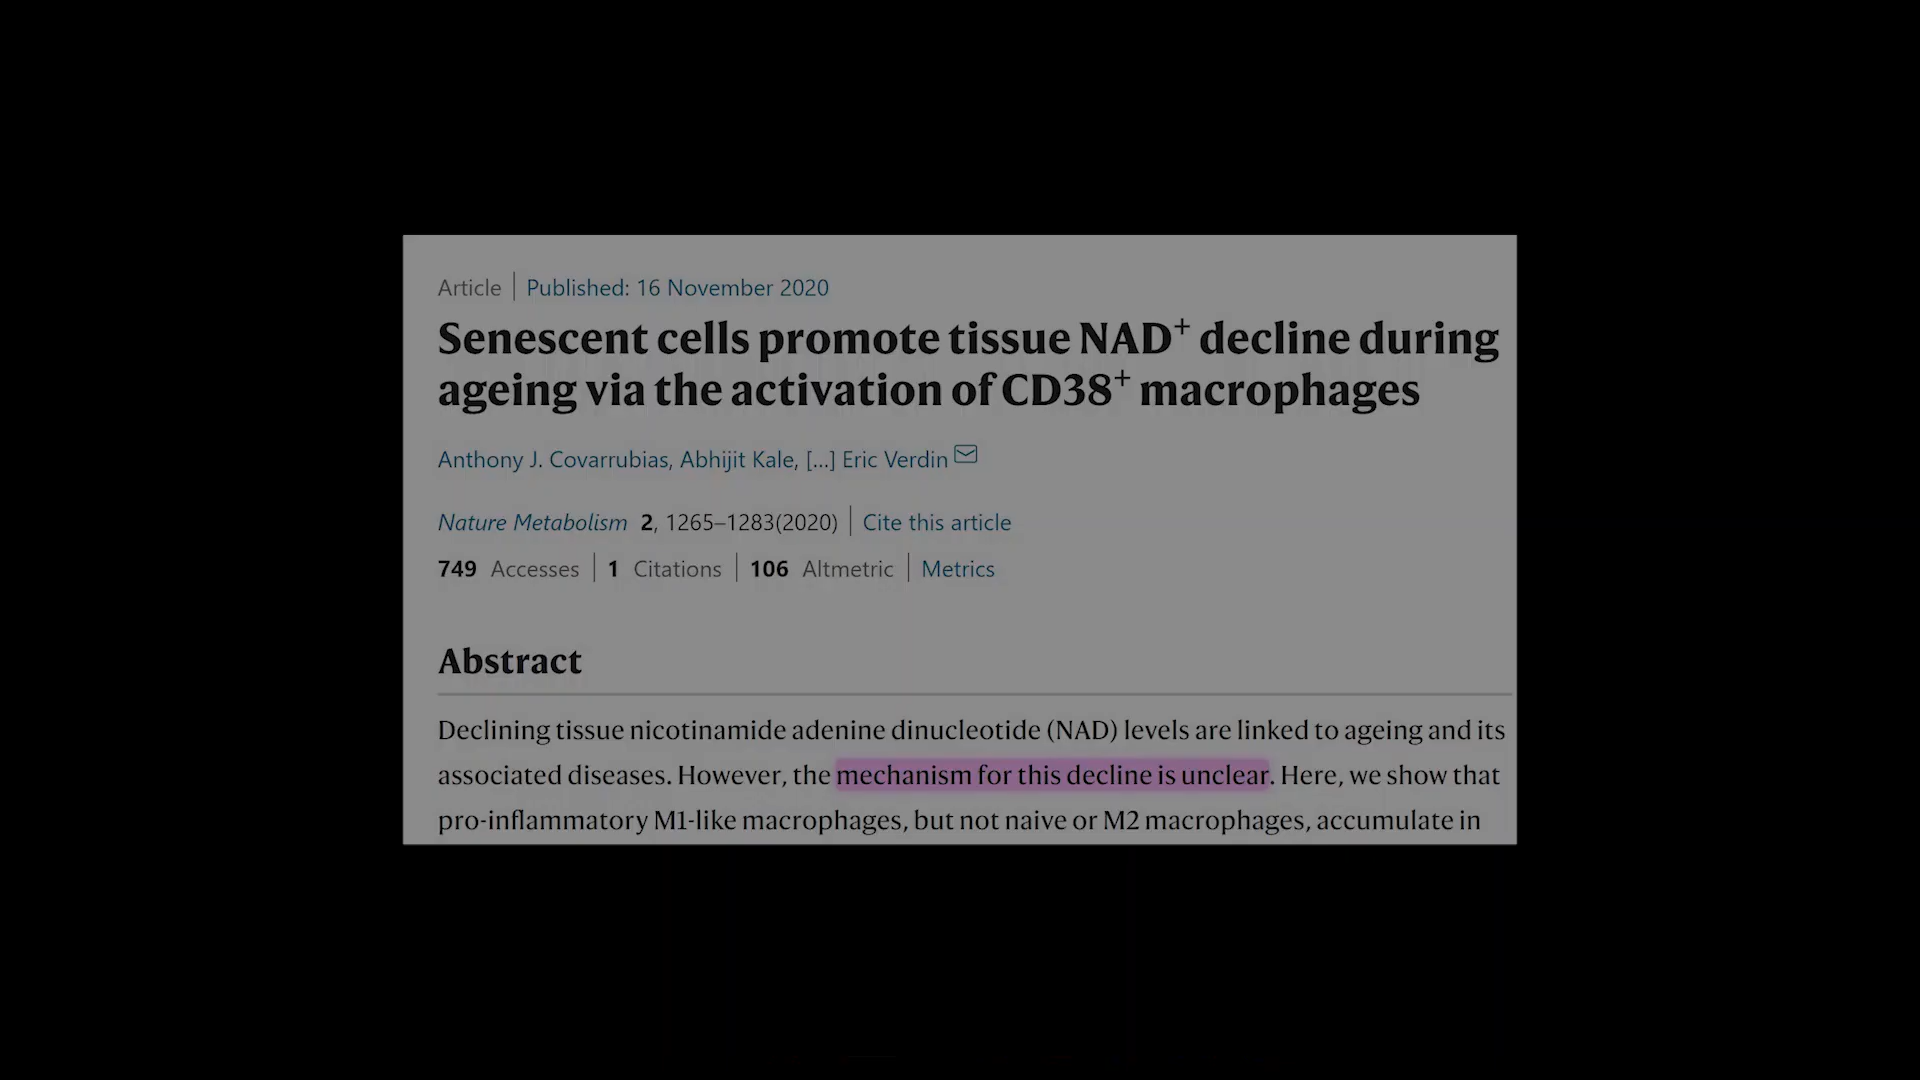 Article | Published: 16 November 2020
Senescent cells promote tissue NAD⁺ decline during
ageing via the activation of CD38⁺ macrophages
Anthony J. Covarrubias, Abhijit Kale, [...] Eric Verdin
Nature Metabolism 2, 1265–1283(2020) | Cite this article
749 Accesses | 1 Citations | 106 Altmetric | Metrics
Abstract
Declining tissue nicotinamide adenine dinucleotide (NAD) levels are linked to ageing and its
associated diseases. However, the mechanism for this decline is unclear. Here, we show that
pro-inflammatory M1-like macrophages, but not naive or M2 macrophages, accumulate in